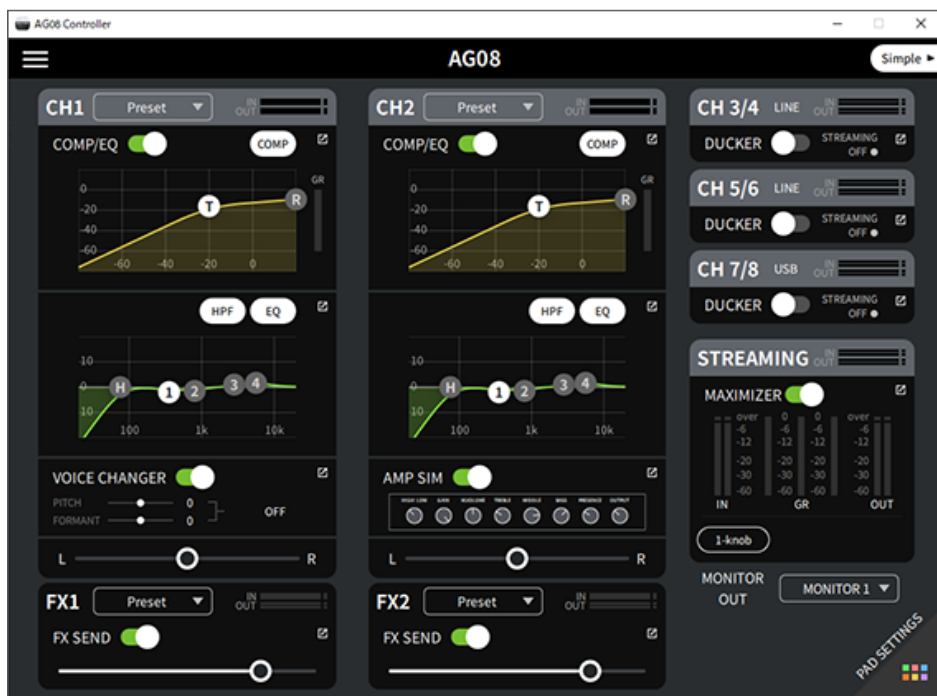 AG08 Controller
AG08
Simple ►
CH1 Preset ▼ IN OUT
COMP/EQ COMP
GR
0
-20
-40
-60
-60 -40 -20 0
T R
HPF EQ
10
0
10
100 1k 10k
H 1 2 3 4
VOICE CHANGER
PITCH 0
FORMANT 0
OFF
L R
FX1 Preset ▼ IN OUT
FX SEND
CH2 Preset ▼ IN OUT
COMP/EQ COMP
GR
0
-20
-40
-60
-60 -40 -20 0
T R
HPF EQ
10
0
10
100 1k 10k
H 1 2 3 4
AMP SIM
HIGH/LOW GAIN TREBLE MIDDLE BASS PRESENCE OUTPUT
L R
FX2 Preset ▼ IN OUT
FX SEND
CH 3/4 LINE IN OUT
DUCKER STREAMING OFF
CH 5/6 LINE IN OUT
DUCKER STREAMING OFF
CH 7/8 USB IN OUT
DUCKER STREAMING OFF
STREAMING IN OUT
MAXIMIZER
over 0 0 over
-6 -6 -6 -6
-12 -12 -12 -12
-20 -20 -20 -20
-30 -30 -30 -30
-60 -60 -60 -60
IN GR OUT
1-knob
MONITOR OUT
MONITOR 1 ▼
PAD SETTINGS